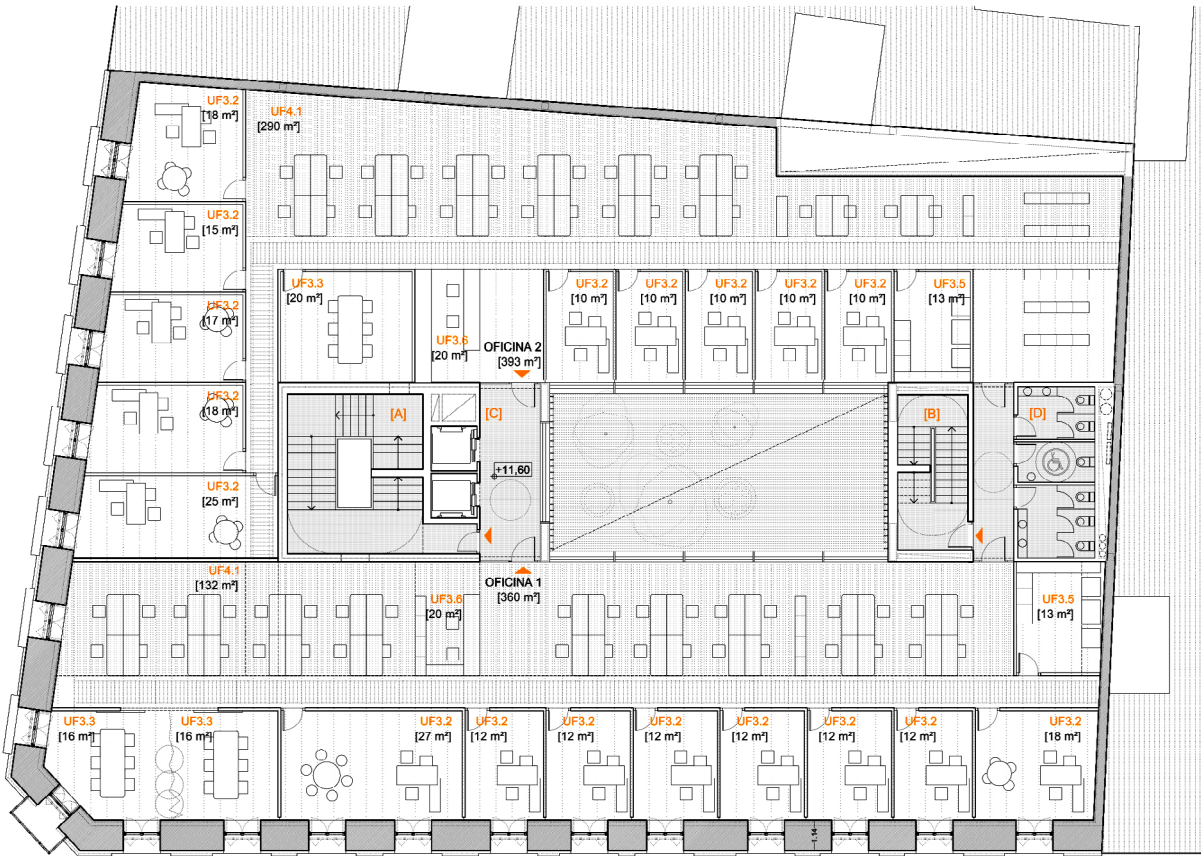 UF3.2
[18 m²]
UF4.1
[290 m²]
UF3.2
[15 m²]
UF3.2
[17 m²]
UF3.2
[18 m²]
UF3.2
[25 m²]
UF3.3
[20 m²]
UF3.6
[20 m²]
OFICINA 2
[393 m²]
UF3.2
[10 m²]
UF3.2
[10 m²]
UF3.2
[10 m²]
UF3.2
[10 m²]
UF3.2
[10 m²]
UF3.5
[13 m²]
[A]
[C]
[B]
[D]
+11,60
UF4.1
[132 m²]
UF3.6
[20 m²]
OFICINA 1
[360 m²]
UF3.5
[13 m²]
UF3.3
[16 m²]
UF3.3
[16 m²]
UF3.2
[27 m²]
UF3.2
[12 m²]
UF3.2
[12 m²]
UF3.2
[12 m²]
UF3.2
[12 m²]
UF3.2
[12 m²]
UF3.2
[12 m²]
UF3.2
[18 m²]
1.14